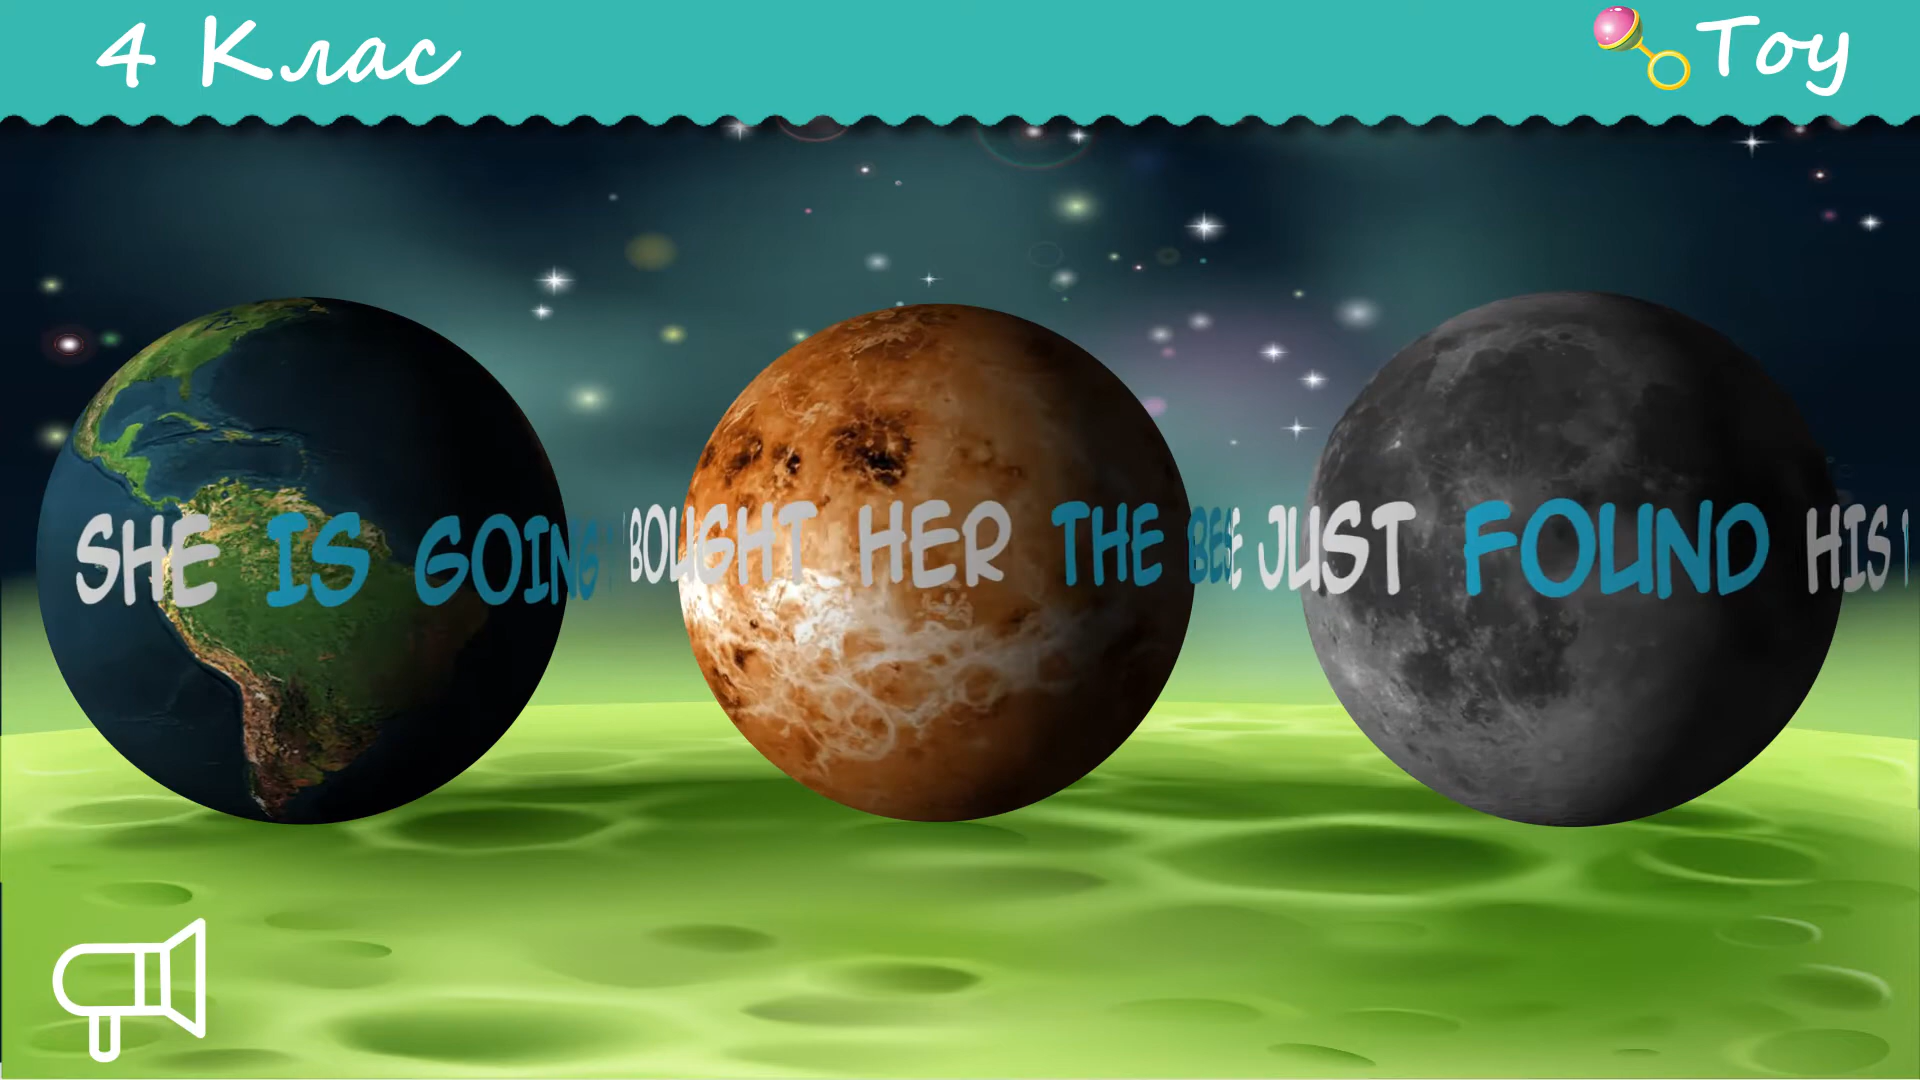 4 Клас
Toy
SHE IS GOING
BOUGHT HER THE
JUST FOUND HIS